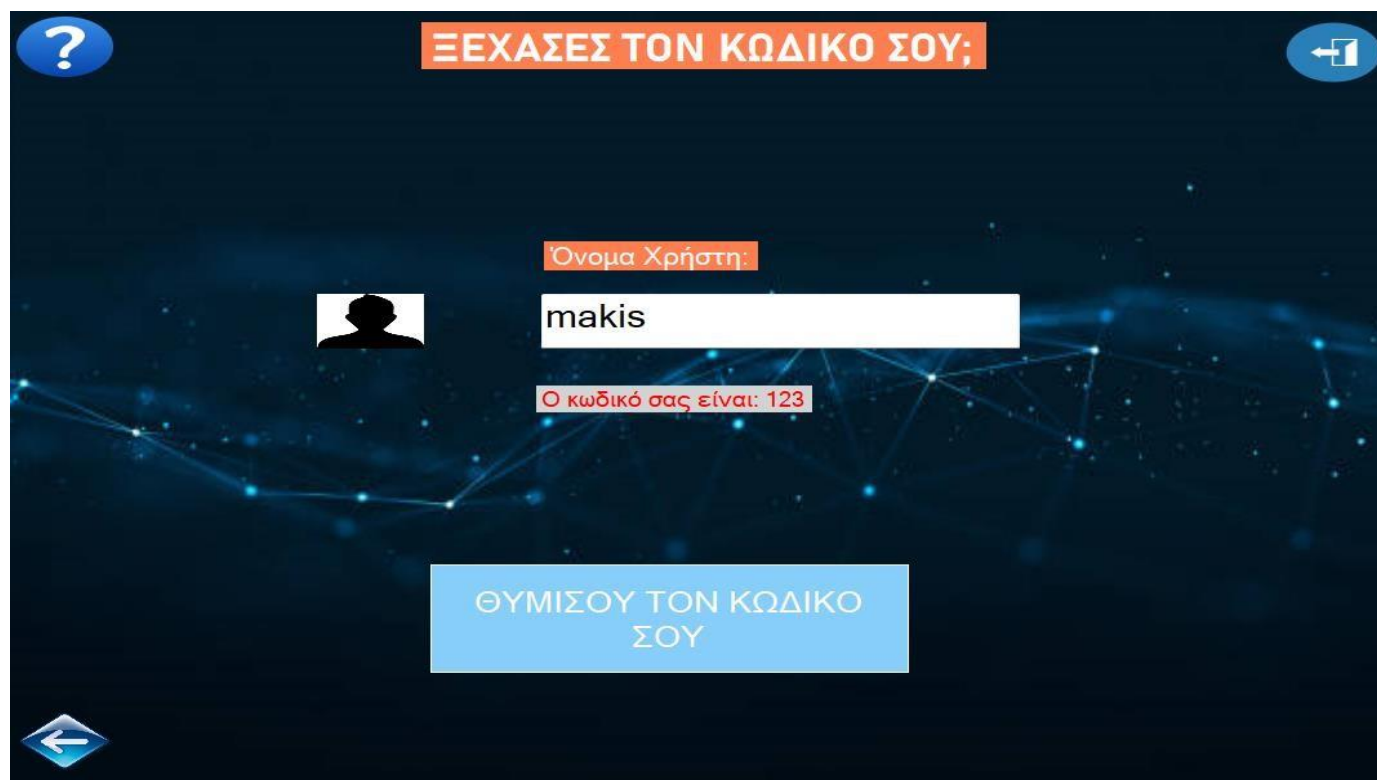 ?
ΞΕΧΑΣΕΣ ΤΟΝ ΚΩΔΙΚΟ ΣΟΥ;
Όνομα Χρήστη:
makis
Ο κωδικό σας είναι: 123
ΘΥΜΙΣΟΥ ΤΟΝ ΚΩΔΙΚΟ
ΣΟΥ